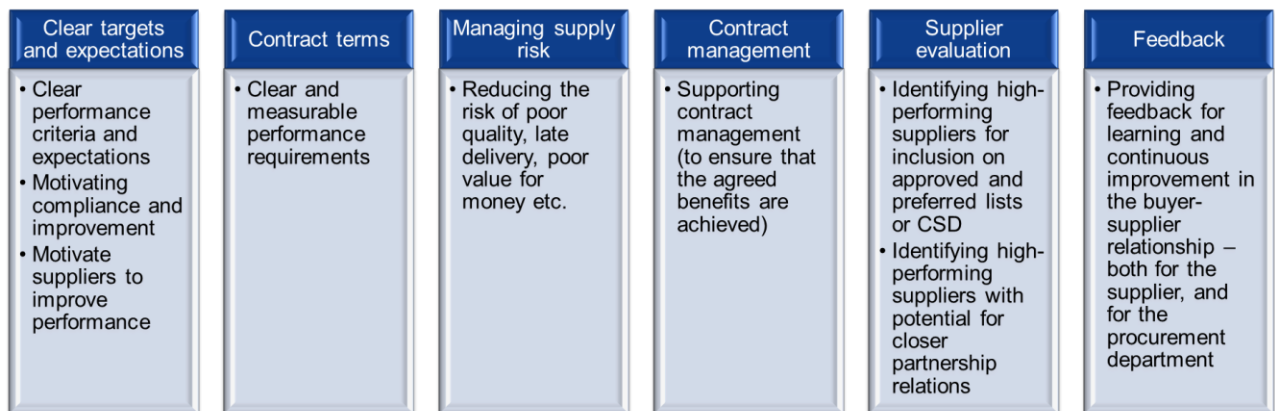 Clear targets
and expectations
• Clear
performance
criteria and
expectations
• Motivating
compliance and
improvement
• Motivate
suppliers to
improve
performance
Contract terms
• Clear and
measurable
performance
requirements
Managing supply
risk
• Reducing the
risk of poor
quality, late
delivery, poor
value for
money etc.
Contract
management
• Supporting
contract
management
(to ensure that
the agreed
benefits are
achieved)
Supplier
evaluation
• Identifying high-
performing
suppliers for
inclusion on
approved and
preferred lists
or CSD
• Identifying high-
performing
suppliers with
potential for
closer
partnership
relations
Feedback
• Providing
feedback for
learning and
continuous
improvement in
the buyer-
supplier
relationship –
both for the
supplier, and
for the
procurement
department